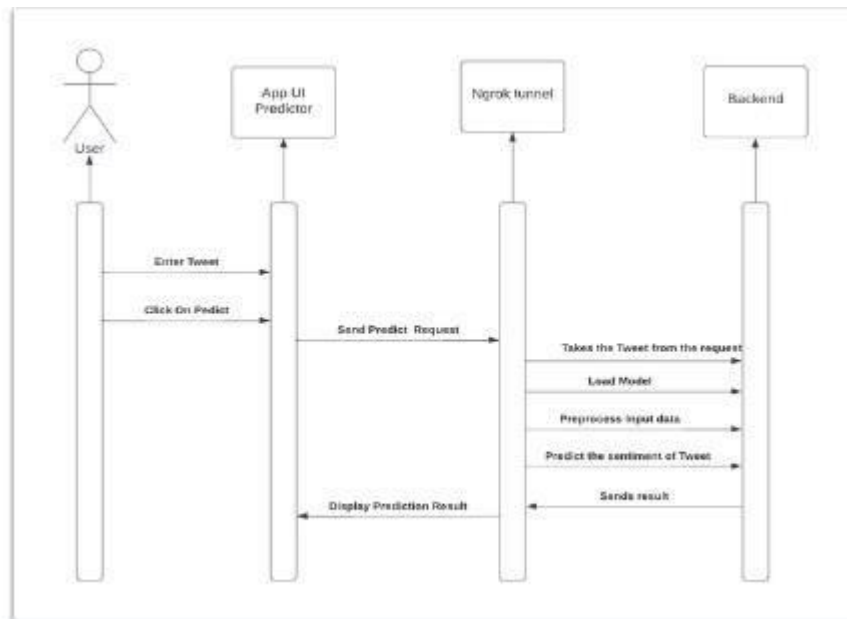 App UI
Predictor
Ngrok tunnel
Backend
User
Enter Tweet
Click On Pedict
Send Predict Request
Takes the Tweet from the request
Load Model
Preprocess input data
Predict the sentiment of Tweet
Sends result
Display Prediction Result